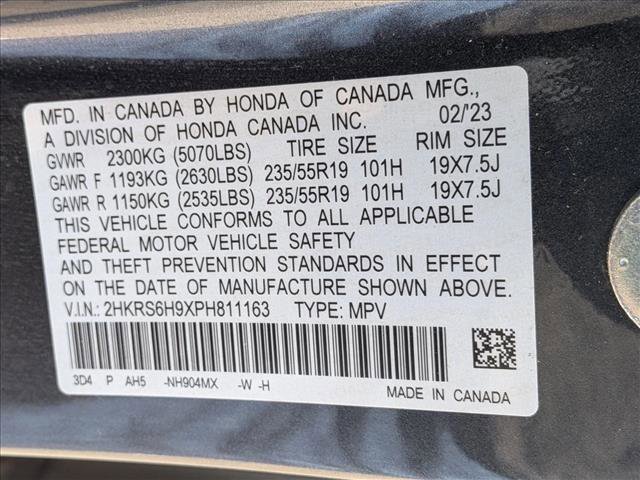 MFD. IN CANADA BY HONDA OF CANADA MFG.,
A DIVISION OF HONDA CANADA INC. 02/'23
GVWR 2300KG (5070LBS) TIRE SIZE RIM SIZE
GAWR F 1193KG (2630LBS) 235/55R19 101H 19X7.5J
GAWR R 1150KG (2535LBS) 235/55R19 101H 19X7.5J
THIS VEHICLE CONFORMS TO ALL APPLICABLE
FEDERAL MOTOR VEHICLE SAFETY
AND THEFT PREVENTION STANDARDS IN EFFECT
ON THE DATE OF MANUFACTURE SHOWN ABOVE.
V.I.N.: 2HKRS6H9XPH811163 TYPE: MPV
3D4 P AH5 -NH904MX -W -H
MADE IN CANADA